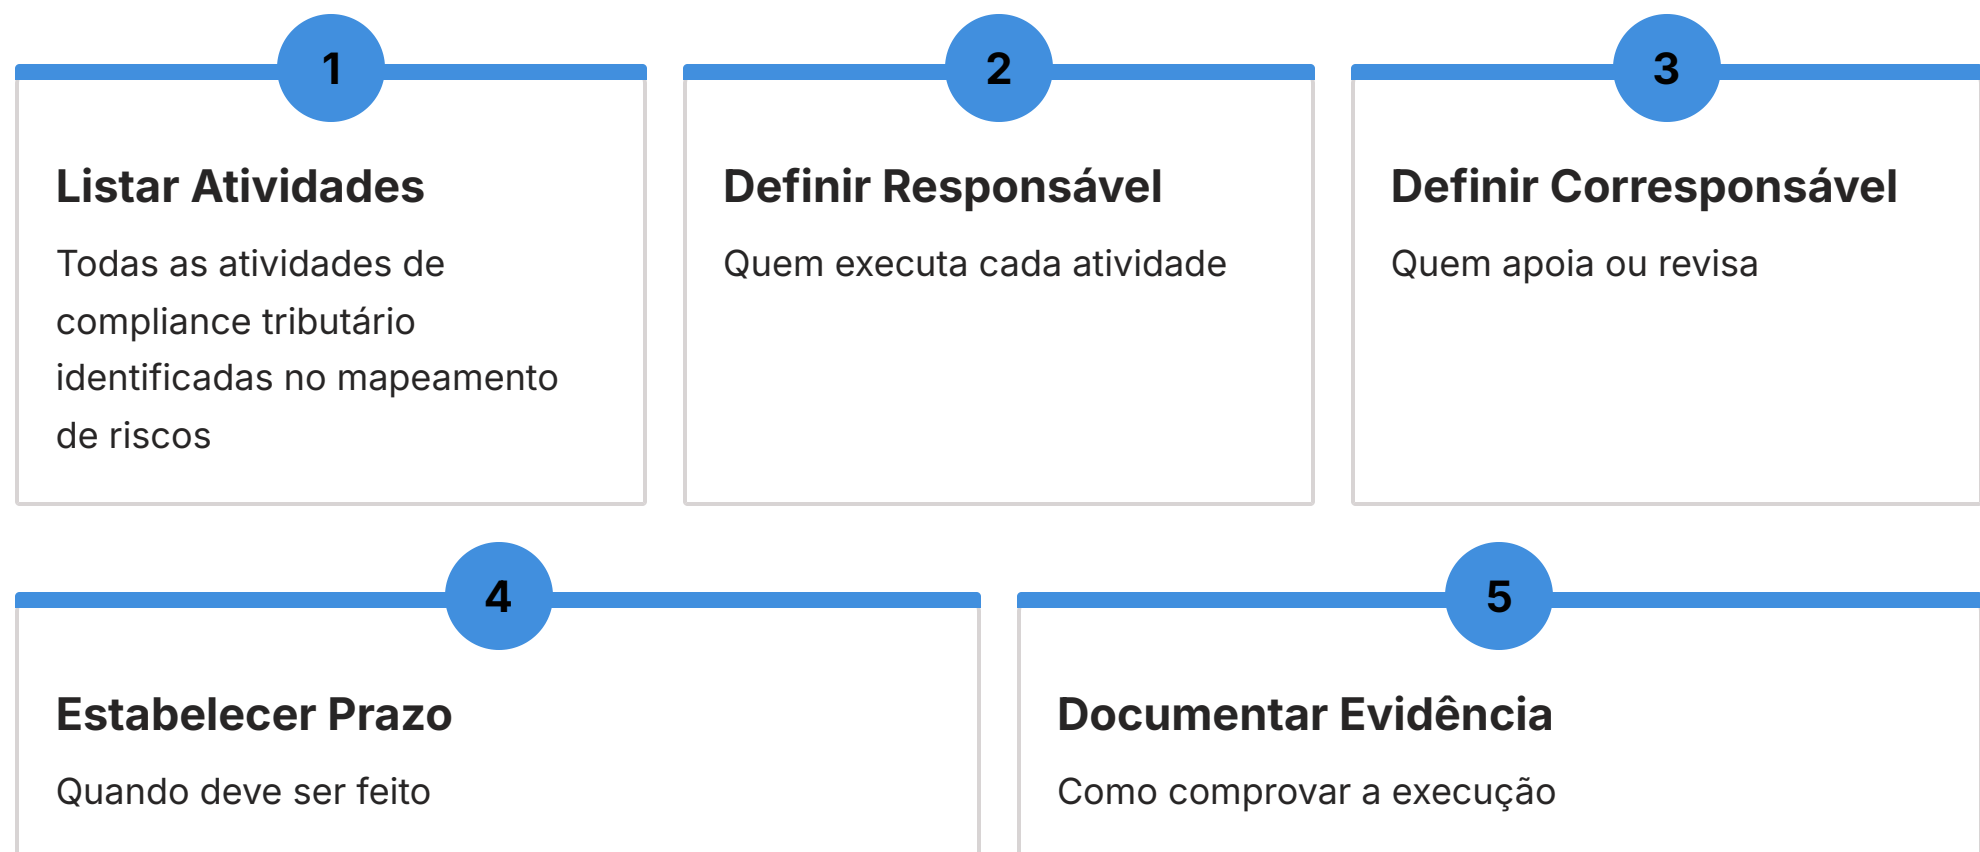 1
Listar Atividades
Todas as atividades de
compliance tributário
identificadas no mapeamento
de riscos
2
Definir Responsável
Quem executa cada atividade
3
Definir Corresponsável
Quem apoia ou revisa
4
Estabelecer Prazo
Quando deve ser feito
5
Documentar Evidência
Como comprovar a execução